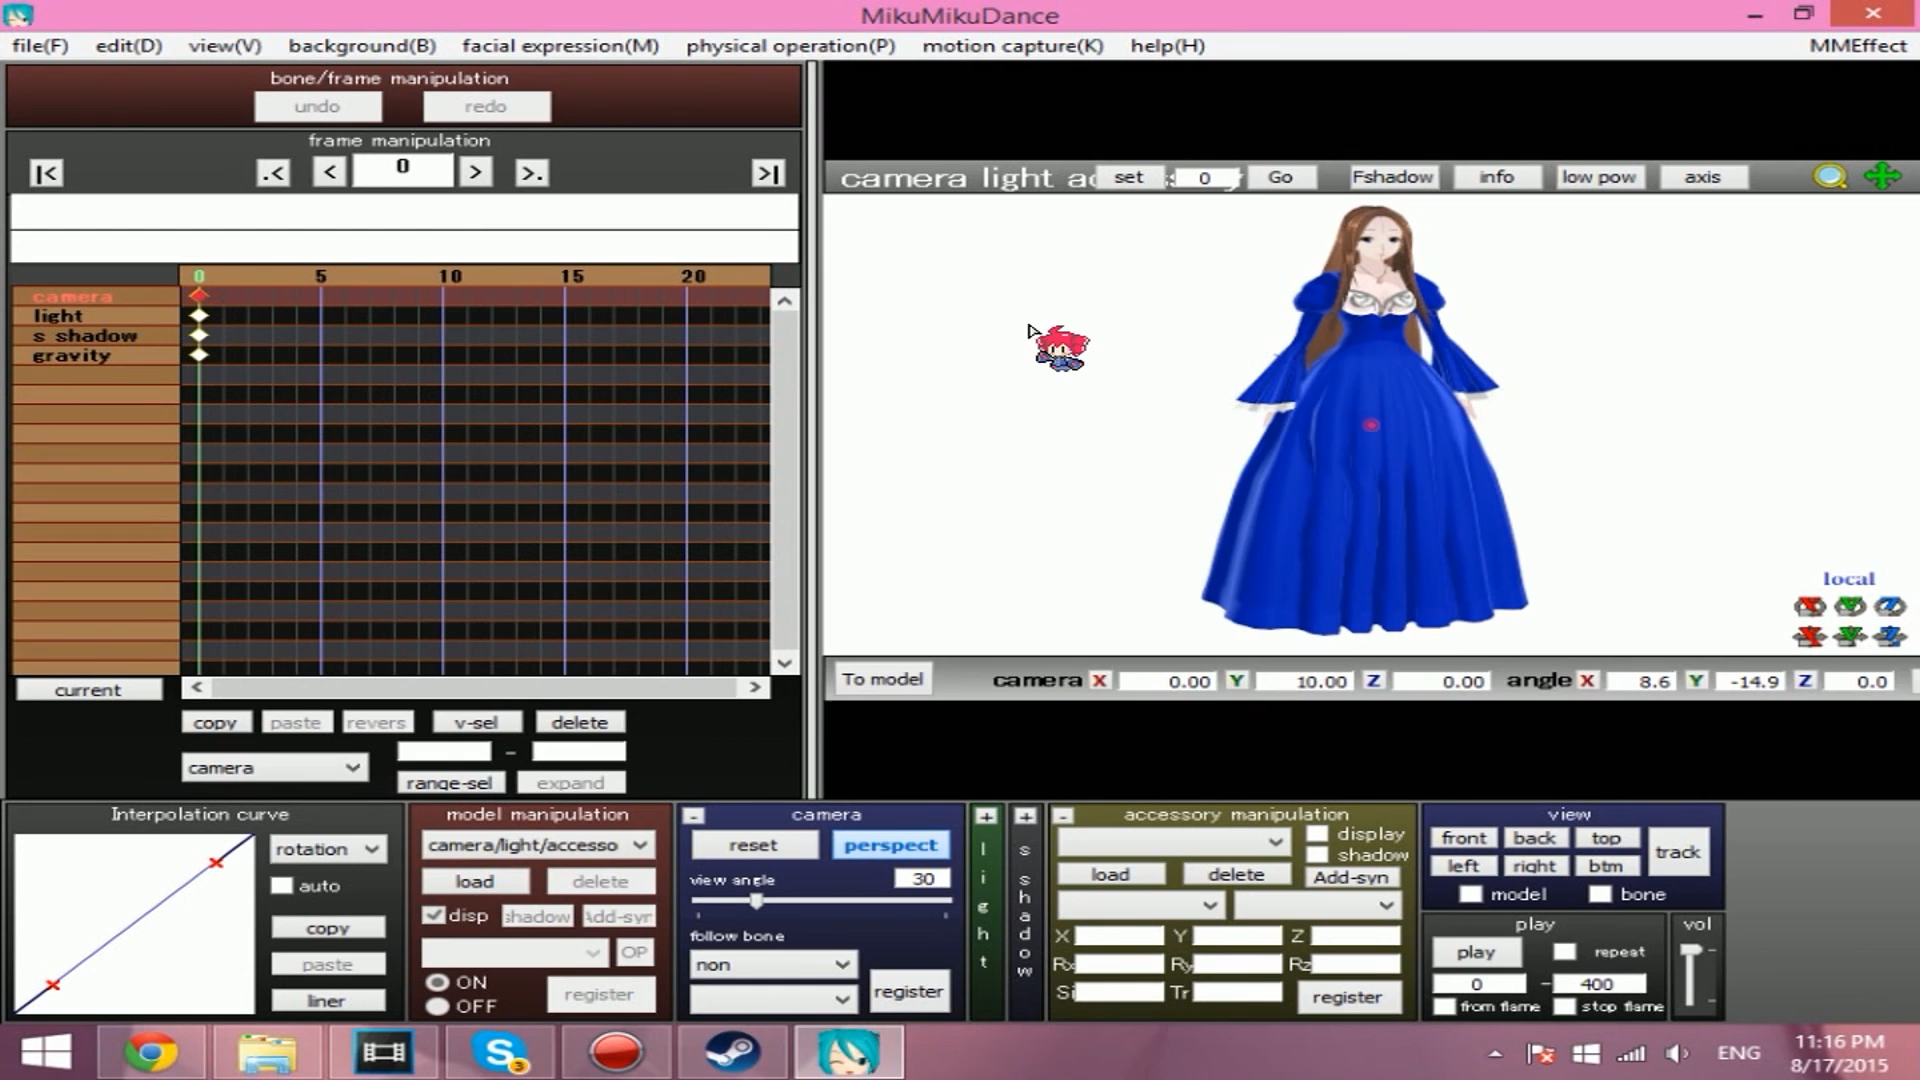 MikuMikuDance
file(F) edit(D) view(V) background(B) facial expression(M) physical operation(P) motion capture(K) help(H) MMEffect
bone/frame manipulation
undo redo
frame manipulation
|< .< < 0 > >. >|
camera light set 0 Go Fshadow info low pow axis
0 5 10 15 20
camera
light
s shadow
gravity
local
To model camera X 0.00 Y 10.00 Z 0.00 angle X 8.6 Y -14.9 Z 0.0
current
copy paste revers v-sel delete
camera -
range-sel expand
Interpolation curve
rotation
auto
copy
paste
liner
model manipulation
camera/light/accesso
load delete
disp shadow Add-syn
OP
ON
OFF
register
- camera
reset perspect
view angle 30
follow bone
non
register
+ light
+ s shadow
- accessory manipulation
display
shadow
load delete Add-syn
X Y Z
Rx Ry Rz
Si Tr register
view
front back top
left right btm
track
model bone
play
play repeat
0 - 400
from flame stop flame
vol
S 3
ENG
11:16 PM
8/17/2015